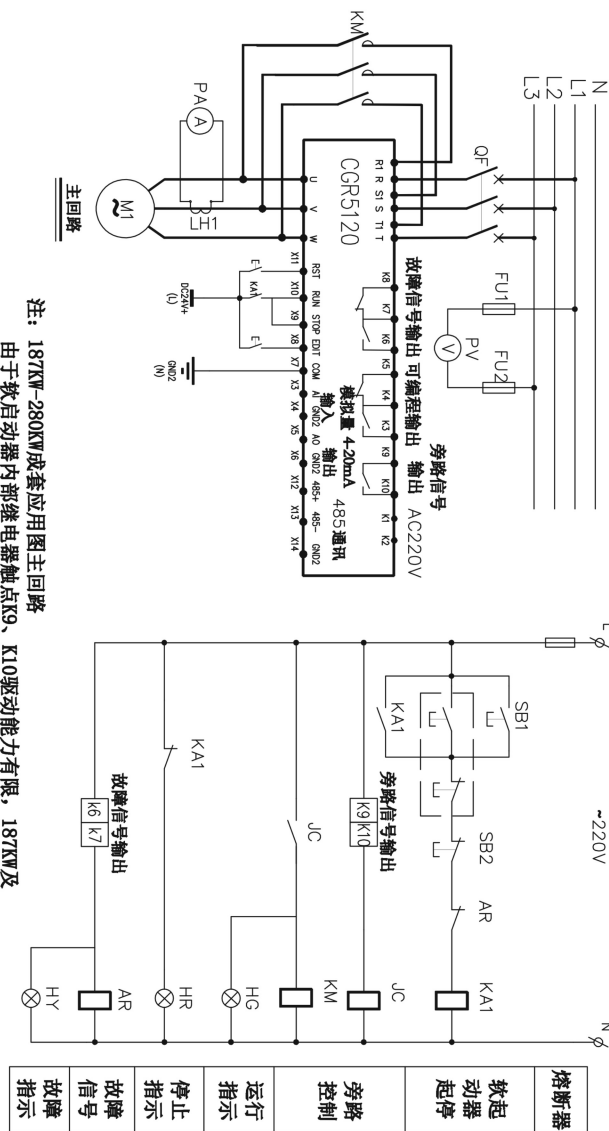 N
L1
L2
L3
QF
FU1
PV
V
FU2
KM
PA
A
LH1
M1
~
主回路
CGR5120
R1 R S1 S T1 T
U V W
K8 K7 K6 K5 K4 K3 K9 K10 K1 K2
故障信号输出 可编程输出 旁路信号输出 AC220V
模拟量 4-20mA
输入 输出
485通讯
RST RUN STOP EDIT COM AI GND2 AO GND2 485+ 485- GND2
X11 X10 X9 X8 X7 X3 X4 X5 X6 X12 X13 X14
KA1
DC24V+
(L)
GND2
(N)
注：187KW-280KW成套应用图主回路
由于软启动器内部继电器触点K9、K10驱动能力有限，187KW及
L
~220V
N
SB1
KA1
SB2
AR
KA1
旁路信号输出
K9 K10
JC
JC
KM
HG
KA1
HR
故障信号输出
k6 k7
AR
HY
熔断器
软起动器起停
旁路控制
运行指示
停止指示
故障信号
故障指示